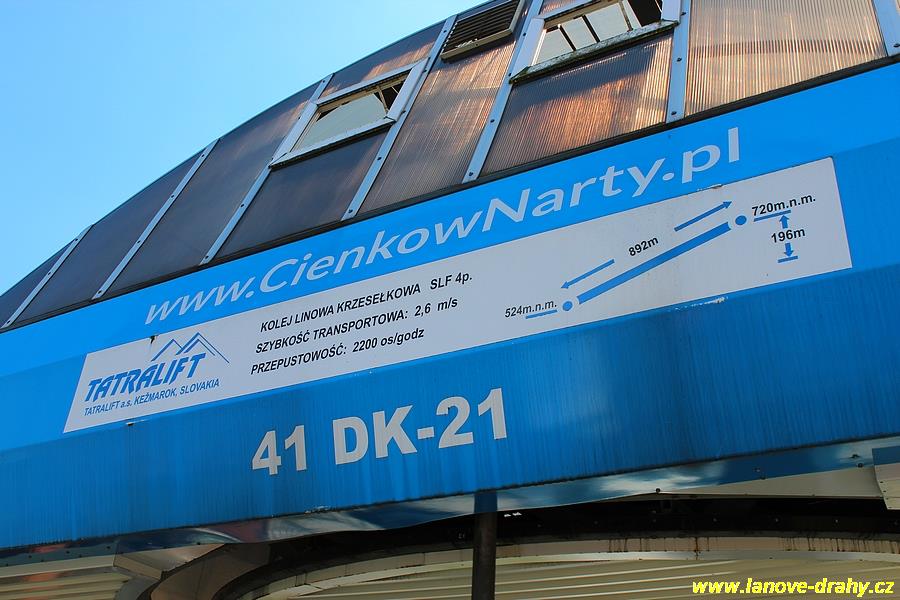 www.CienkowNarty.pl
TATRALIFT
TATRALIFT a.s. KEŽMAROK, SLOVAKIA
KOLEJ LINOWA KRZESEŁKOWA SLF 4p.
SZYBKOŚĆ TRANSPORTOWA: 2,6 m/s
PRZEPUSTOWOŚĆ: 2200 os/godz
524m.n.m.
892m
720m.n.m.
196m
41 DK-21
www.lanove-drahy.cz